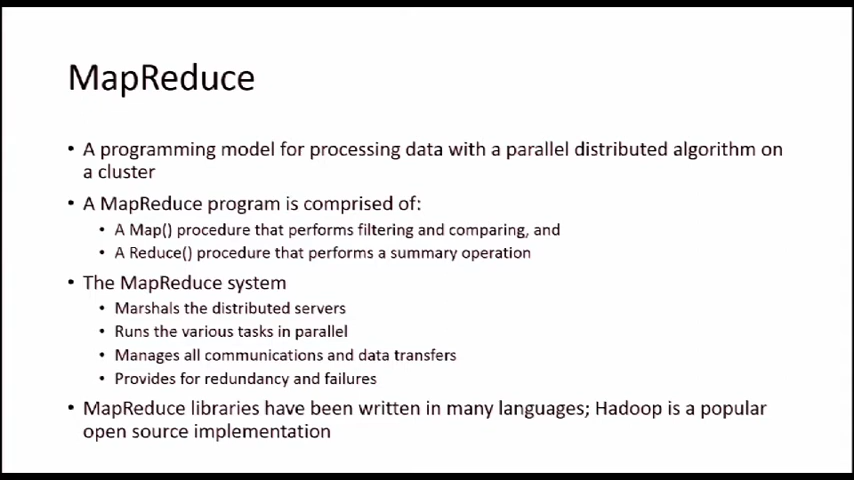 MapReduce
• A programming model for processing data with a parallel distributed algorithm on
a cluster
• A MapReduce program is comprised of:
• A Map() procedure that performs filtering and comparing, and
• A Reduce() procedure that performs a summary operation
• The MapReduce system
• Marshals the distributed servers
• Runs the various tasks in parallel
• Manages all communications and data transfers
• Provides for redundancy and failures
• MapReduce libraries have been written in many languages; Hadoop is a popular
open source implementation